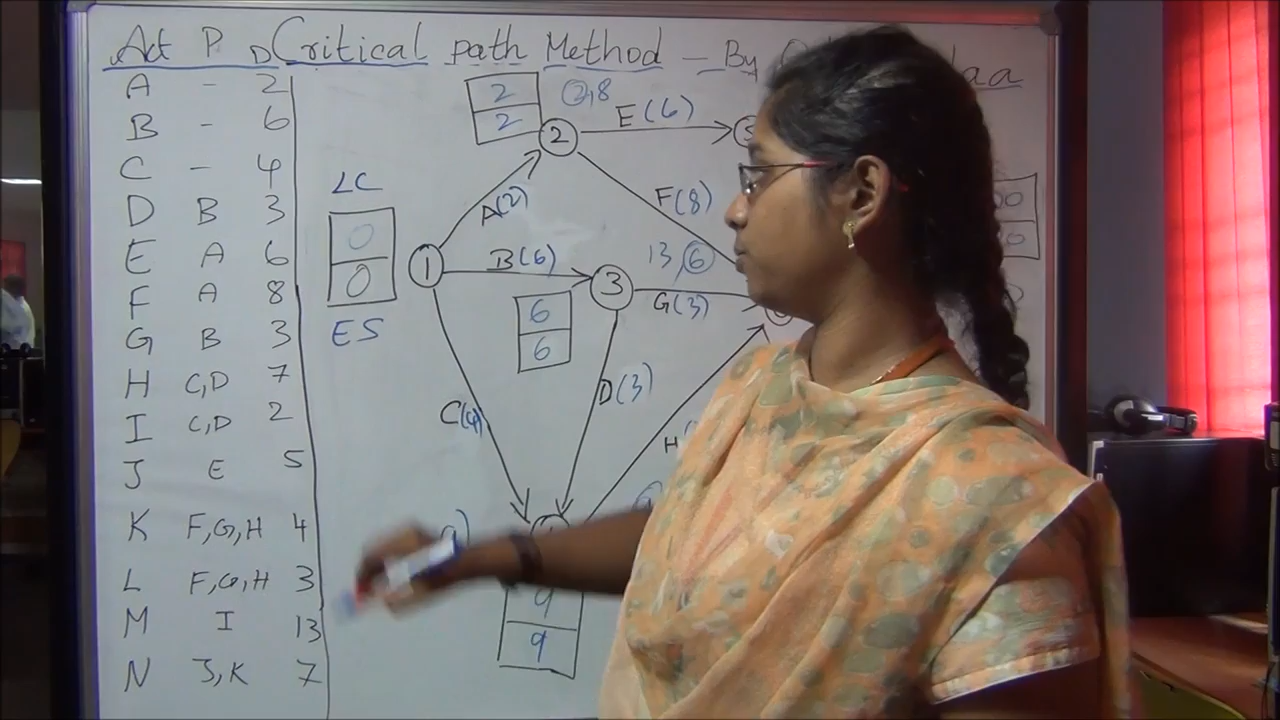 Act P D Critical path Method - By
A - 2
B - 6
C - 4
D B 3
E A 6
F A 8
G B 3
H C,D 7
I C,D 2
J E 5
K F,G,H 4
L F,G,H 3
M I 13
N J,K 7
LC
0
0
ES
2
2
2,8
2
E(6)
A(2)
F(8)
1
B(6)
3
13,6
G(3)
6
6
C(4)
D(3)
H
9
9